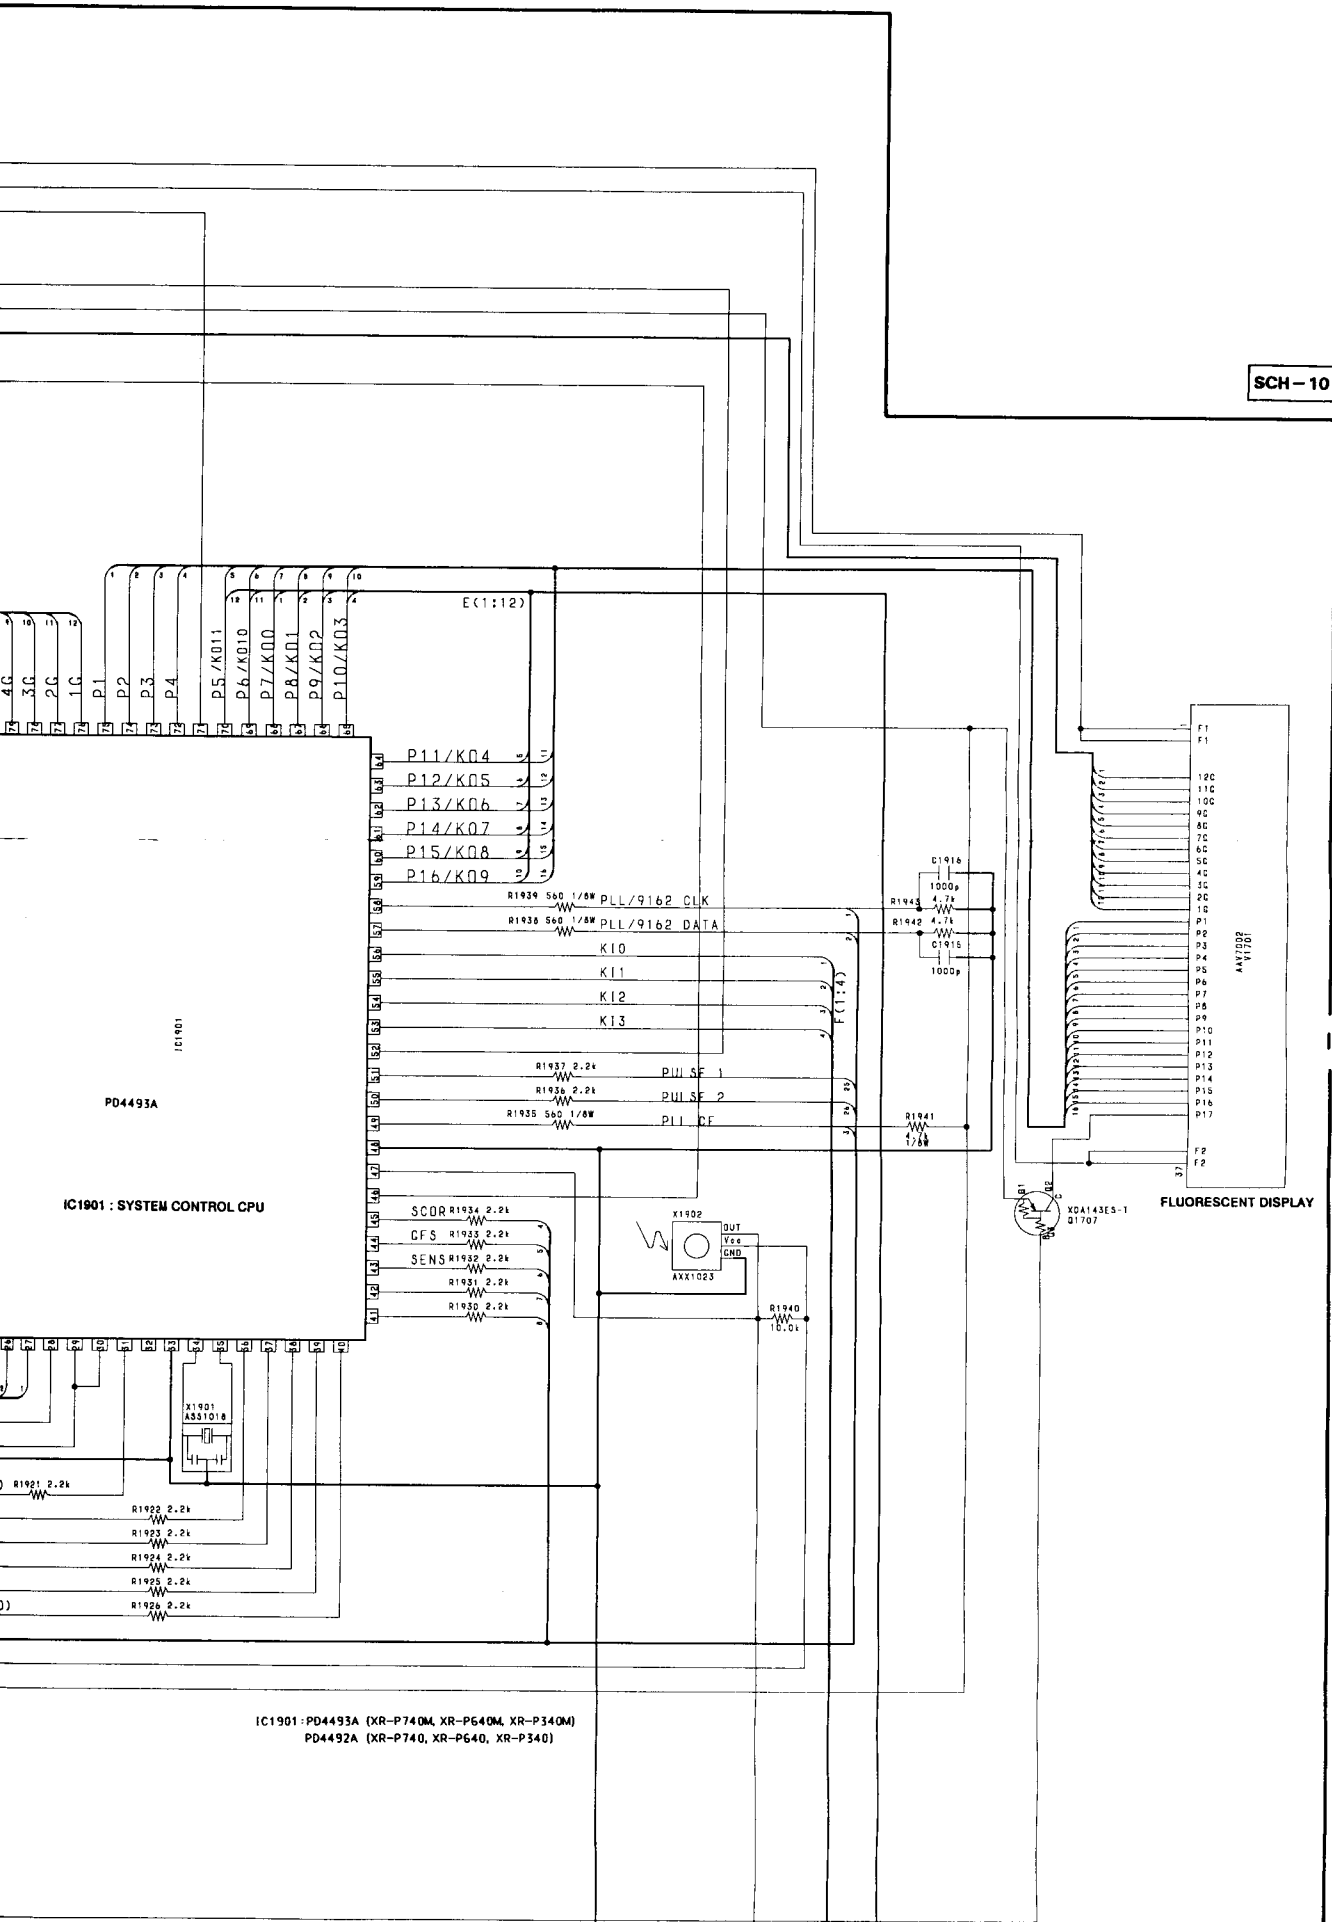 SCH-10
E(1:12)
4G
3G
2G
1G
P1
P2
P3
P4
P5/K011
P6/K010
P7/K00
P8/K01
P9/K02
P10/K03
P11/K04
P12/K05
P13/K06
P14/K07
P15/K08
P16/K09
R1939 560 1/8W PLL/9162 CLK
R1938 560 1/8W PLL/9162 DATA
KI0
KI1
KI2
KI3
F(1:4)
R1937 2.2k PULSE 1
R1936 2.2k PULSE 2
R1935 560 1/8W PLL CE
C1916
1000p
R1943 4.7k
R1942 4.7k
C1915
1000p
R1941
4.7k
1/8W
IC1901
PD4493A
IC1901 : SYSTEM CONTROL CPU
SCOR R1934 2.2k
GFS R1933 2.2k
SENS R1932 2.2k
R1931 2.2k
R1930 2.2k
X1902
OUT
Vcc
GND
AXX1023
R1940
10.0k
F1
F1
12G
11G
10G
9G
8G
7G
6G
5G
4G
3G
2G
1G
P1
P2
P3
P4
P5
P6
P7
P8
P9
P10
P11
P12
P13
P14
P15
P16
P17
F2
F2
37
AAV7002
V1701
FLUORESCENT DISPLAY
XDA143ES-1
Q1707
X1901
ASS1018
R1921 2.2k
R1922 2.2k
R1923 2.2k
R1924 2.2k
R1925 2.2k
R1926 2.2k
IC1901:PD4493A (XR-P740M, XR-P640M, XR-P340M)
PD4492A (XR-P740, XR-P640, XR-P340)